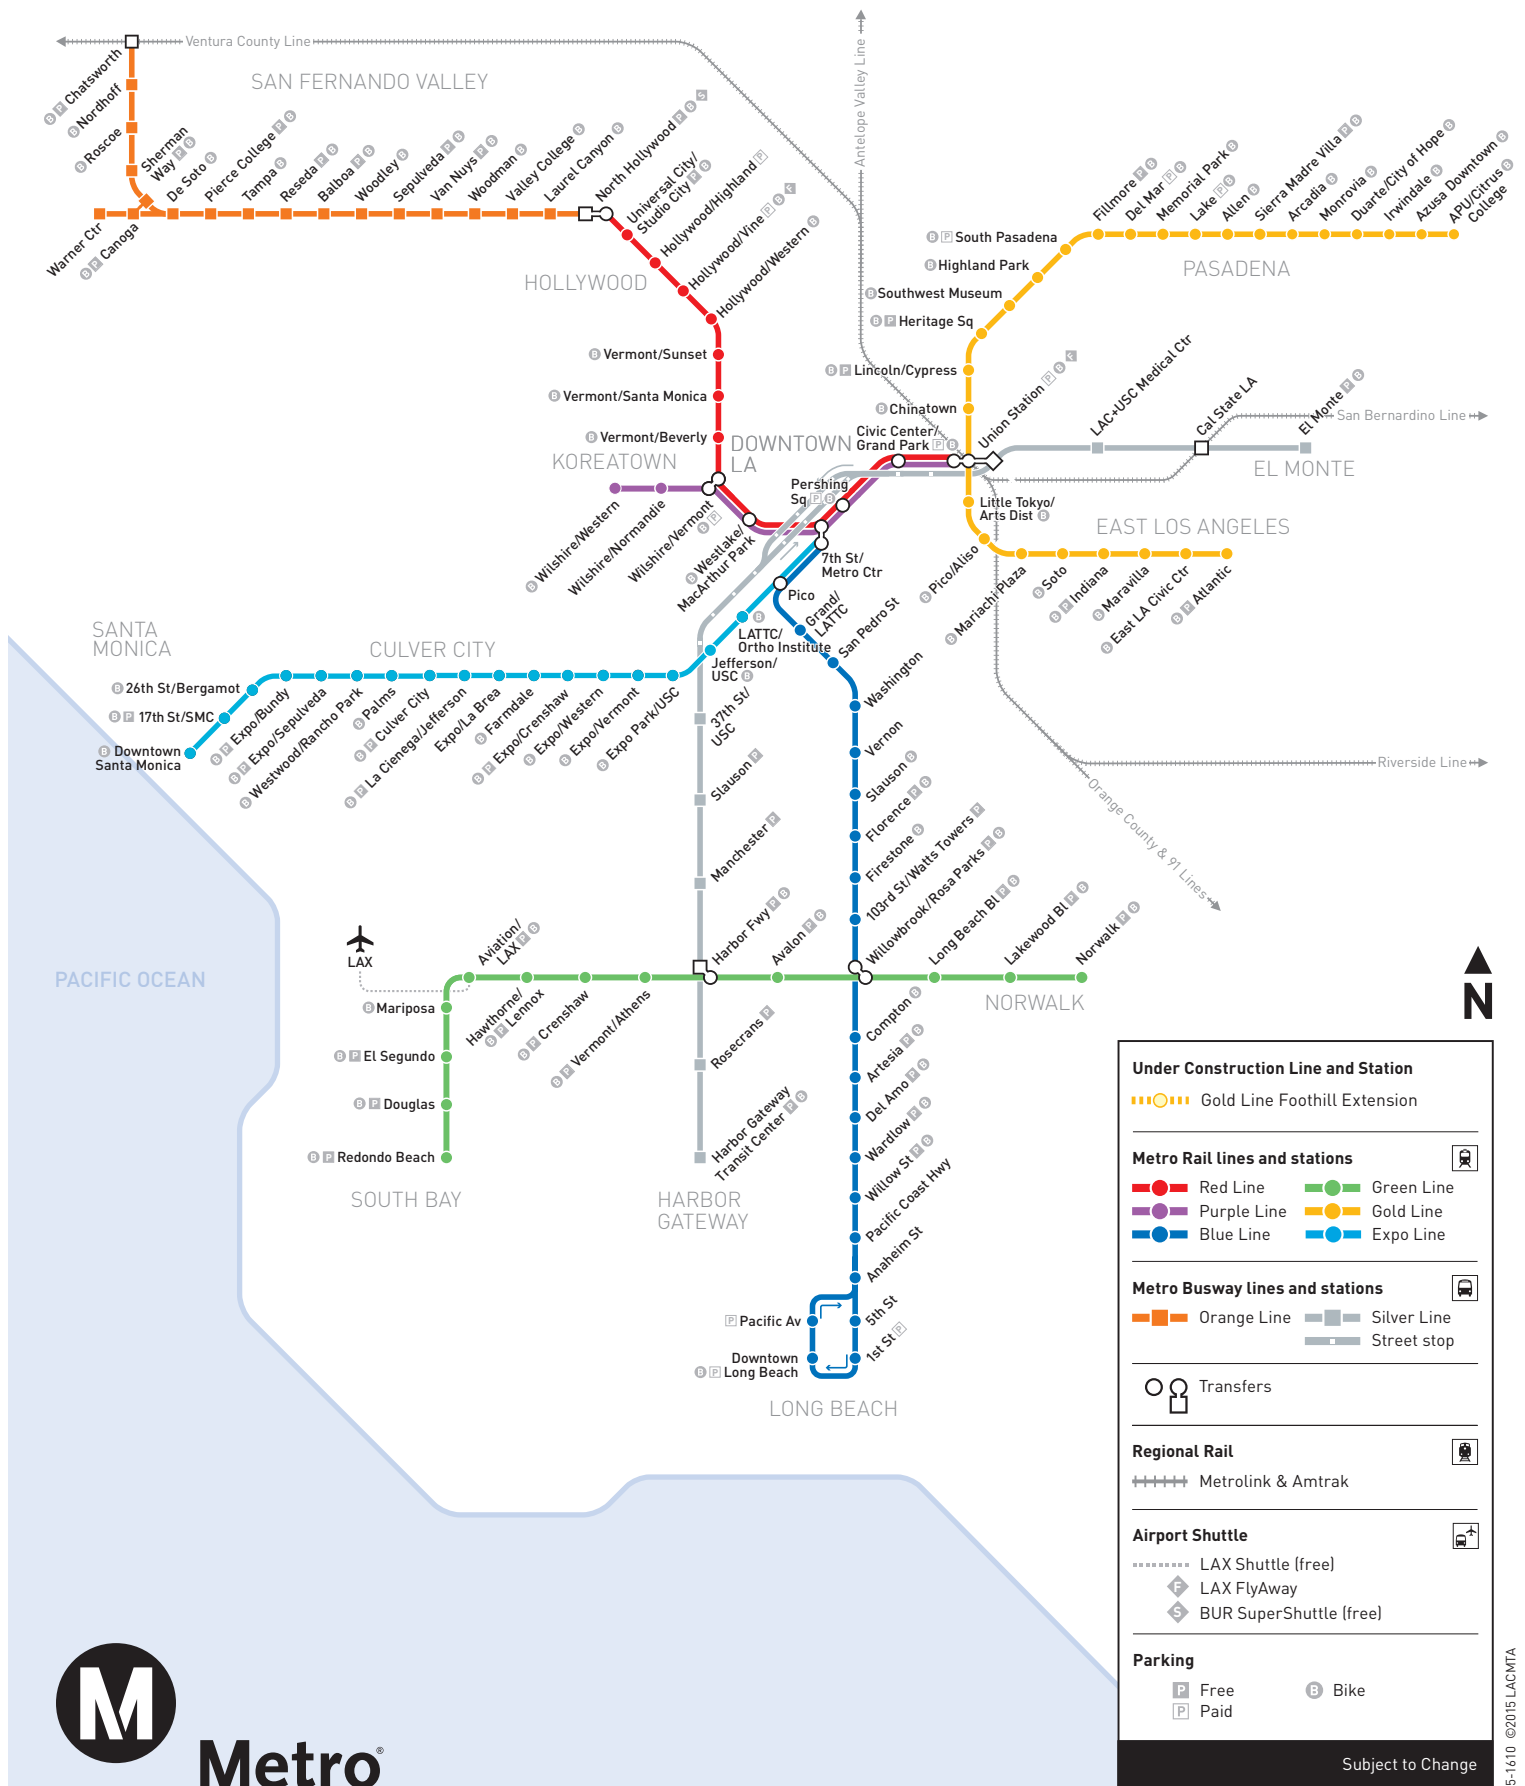 Ventura County Line
Antelope Valley Line
SAN FERNANDO VALLEY
B P Chatsworth
B Nordhoff
B Roscoe
Sherman
Way P B
De Soto B
Pierce College P B
Tampa B
Reseda P B
Balboa P B
Woodley B
Sepulveda P B
Van Nuys P B
Woodman B
Valley College B
Laurel Canyon B
North Hollywood P B S
Warner Ctr
B P Canoga
Universal City/
Studio City P B
Hollywood/Highland P
Hollywood/Vine P B F
Hollywood/Western B
HOLLYWOOD
B Vermont/Sunset
B Vermont/Santa Monica
B Vermont/Beverly
KOREATOWN
DOWNTOWN
LA
Fillmore P B
Del Mar P B
Memorial Park B
Lake P B
Allen B
Sierra Madre Villa P B
Arcadia B
Monrovia B
Duarte/City of Hope B
Irwindale B
Azusa Downtown B
APU/Citrus B
College
B P South Pasadena
B Highland Park
B Southwest Museum
B P Heritage Sq
B P Lincoln/Cypress
B Chinatown
PASADENA
Civic Center/
Grand Park P B
Union Station P B F
LAC+USC Medical Ctr
Cal State LA
El Monte P B
San Bernardino Line
EL MONTE
Pershing
Sq P B
B Wilshire/Western
Wilshire/Normandie
Wilshire/Vermont
B P
B Westlake/
MacArthur Park
7th St/
Metro Ctr
Pico
Little Tokyo/
Arts Dist B
EAST LOS ANGELES
B Pico/Aliso
B Mariachi Plaza
B Soto
B P Indiana
B Maravilla
B East LA Civic Ctr
B P Atlantic
Grand/
LATTC
San Pedro St
Washington
Vernon
Slauson B
Florence P B
Firestone B
103rd St/Watts Towers P
Willowbrook/Rosa Parks P B
B
LATTC/
Ortho Institute
Jefferson/
USC B
37th St/
USC
Slauson P
Manchester P
Harbor Fwy P B
SANTA
MONICA
CULVER CITY
B 26th St/Bergamot
B P 17th St/SMC
B Downtown
Santa Monica
B P Expo/Bundy
B P Expo/Sepulveda
B Westwood/Rancho Park
B Palms
B P Culver City
B P La Cienega/Jefferson
Expo/La Brea
B Farmdale
B P Expo/Crenshaw
B Expo/Western
B Expo/Vermont
B Expo Park/USC
Riverside Line
Orange County & 91 Lines
PACIFIC OCEAN
LAX
Aviation/
LAX P B
Hawthorne/
B P Lennox
B P Crenshaw
B P Vermont/Athens
Avalon P B
Long Beach Bl P B
Lakewood Bl P B
Norwalk P B
NORWALK
B Mariposa
B P El Segundo
B P Douglas
B P Redondo Beach
SOUTH BAY
Rosecrans P
Harbor Gateway
Transit Center P B
HARBOR
GATEWAY
Compton B
Artesia P B
Del Amo P B
Wardlow P B
Willow St P B
Pacific Coast Hwy
Anaheim St
P Pacific Av
5th St
Downtown
B P Long Beach
1st St P
LONG BEACH
N
Under Construction Line and Station
Gold Line Foothill Extension
Metro Rail lines and stations
Red Line
Green Line
Purple Line
Gold Line
Blue Line
Expo Line
Metro Busway lines and stations
Orange Line
Silver Line
Street stop
Transfers
Regional Rail
Metrolink & Amtrak
Airport Shuttle
LAX Shuttle (free)
F LAX FlyAway
S BUR SuperShuttle (free)
Parking
P Free
B Bike
P Paid
Subject to Change
5-1610 ©2015 LACMTA
M
Metro®